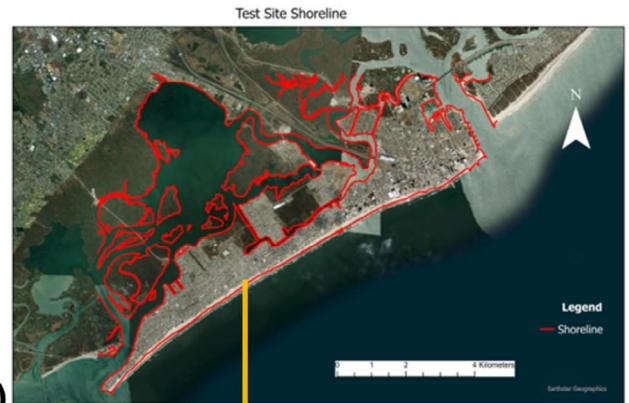 Test Site Shoreline
N
Legend
Shoreline
0 1 2 4 Kilometers
Earthstar Geographics
)